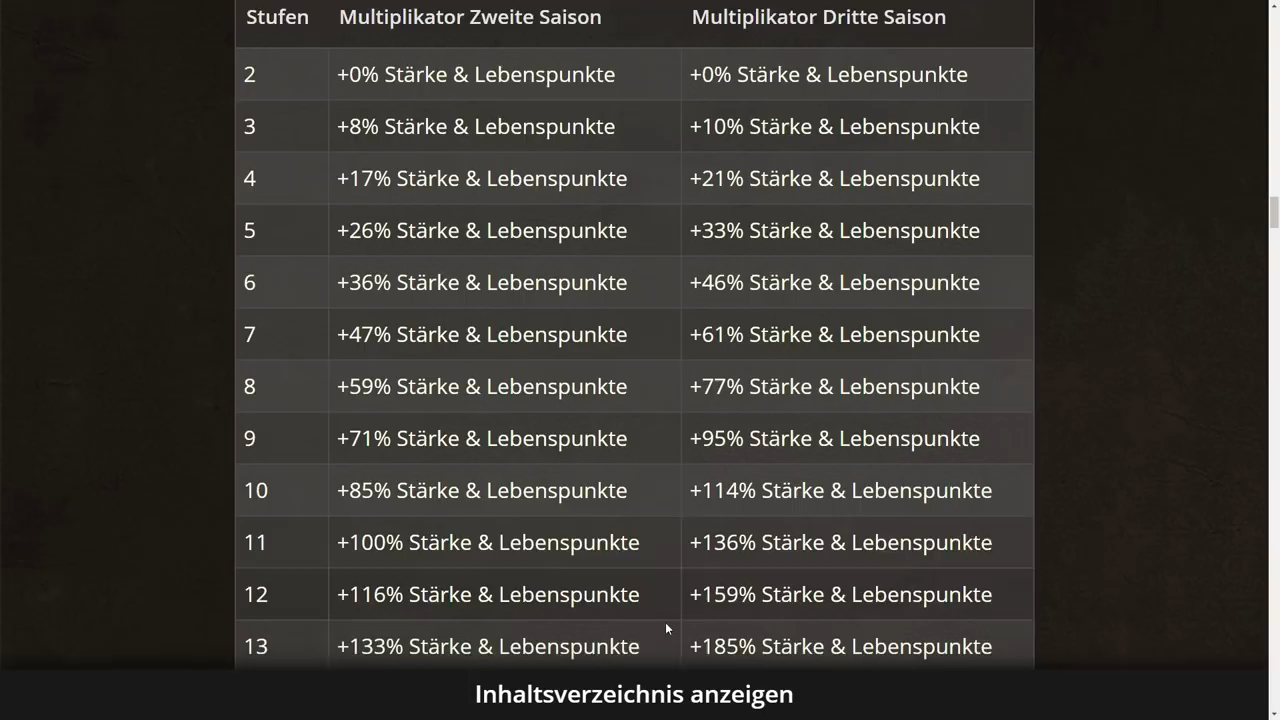 Stufen Multiplikator Zweite Saison Multiplikator Dritte Saison
2 +0% Stärke & Lebenspunkte +0% Stärke & Lebenspunkte
3 +8% Stärke & Lebenspunkte +10% Stärke & Lebenspunkte
4 +17% Stärke & Lebenspunkte +21% Stärke & Lebenspunkte
5 +26% Stärke & Lebenspunkte +33% Stärke & Lebenspunkte
6 +36% Stärke & Lebenspunkte +46% Stärke & Lebenspunkte
7 +47% Stärke & Lebenspunkte +61% Stärke & Lebenspunkte
8 +59% Stärke & Lebenspunkte +77% Stärke & Lebenspunkte
9 +71% Stärke & Lebenspunkte +95% Stärke & Lebenspunkte
10 +85% Stärke & Lebenspunkte +114% Stärke & Lebenspunkte
11 +100% Stärke & Lebenspunkte +136% Stärke & Lebenspunkte
12 +116% Stärke & Lebenspunkte +159% Stärke & Lebenspunkte
13 +133% Stärke & Lebenspunkte +185% Stärke & Lebenspunkte
Inhaltsverzeichnis anzeigen